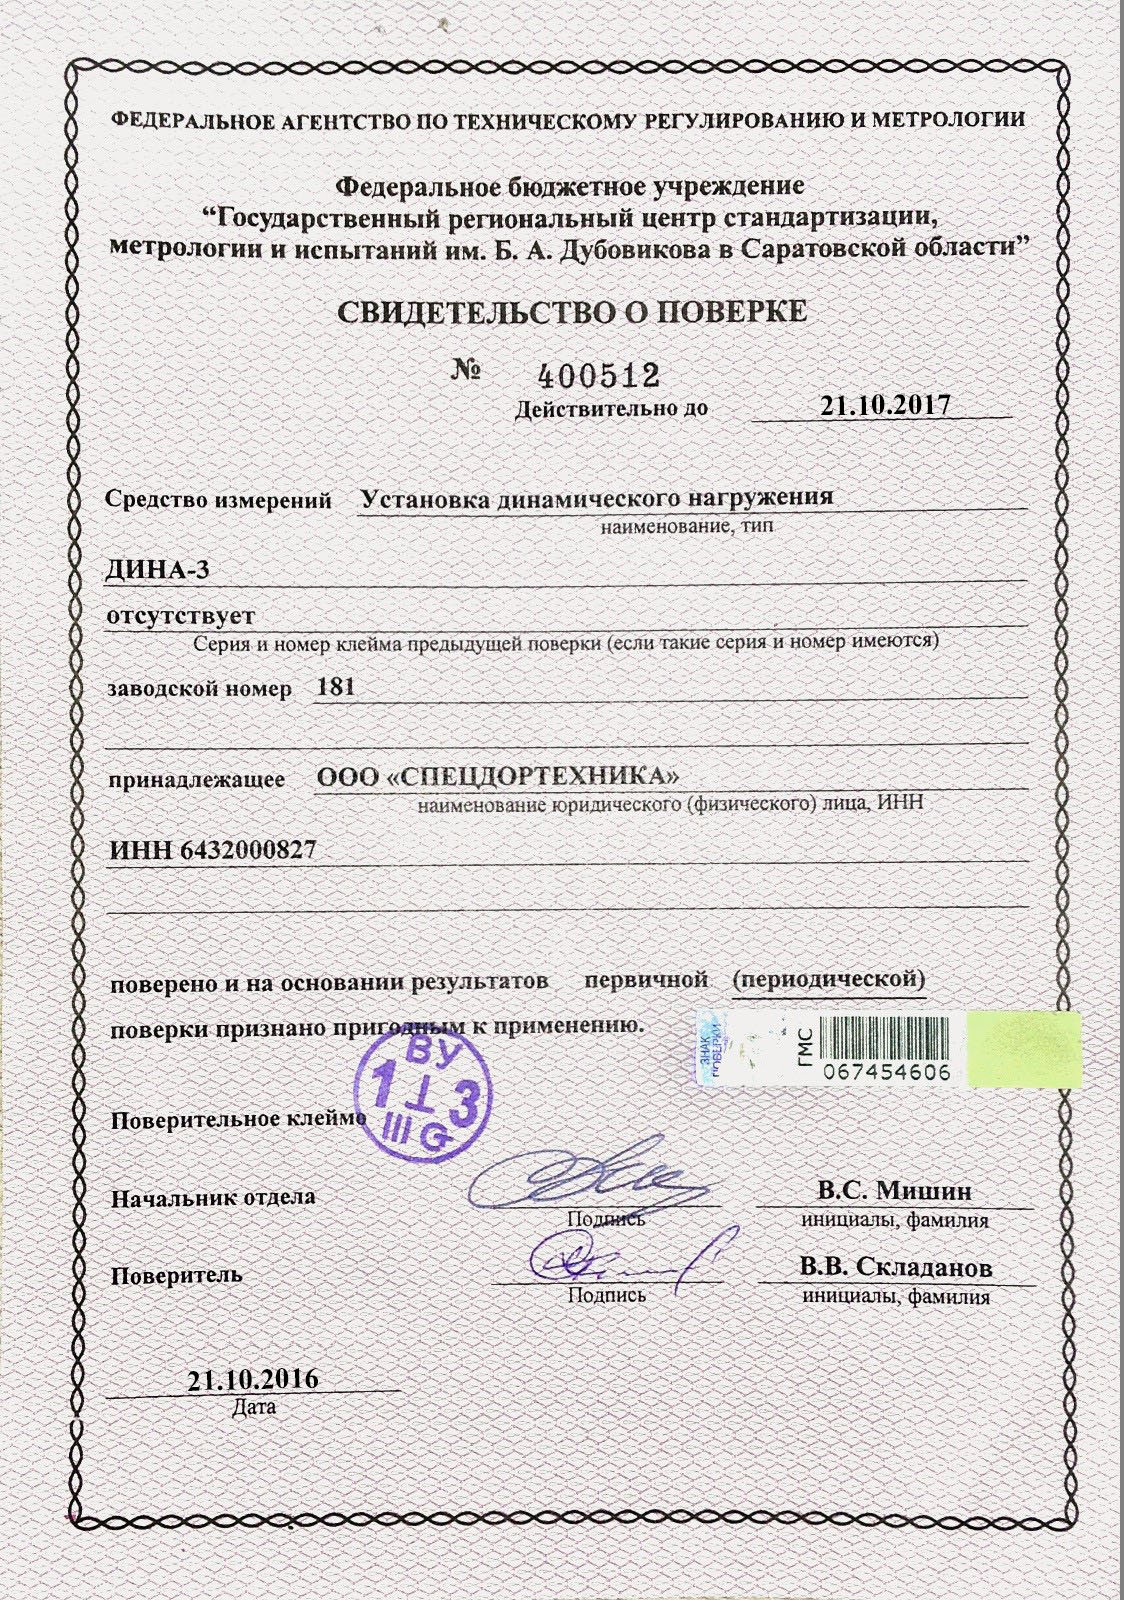 ФЕДЕРАЛЬНОЕ АГЕНТСТВО ПО ТЕХНИЧЕСКОМУ РЕГУЛИРОВАНИЮ И МЕТРОЛОГИИ
Федеральное бюджетное учреждение
“Государственный региональный центр стандартизации,
метрологии и испытаний им. Б. А. Дубовикова в Саратовской области”
СВИДЕТЕЛЬСТВО О ПОВЕРКЕ
№ 400512
Действительно до 21.10.2017
Средство измерений Установка динамического нагружения
наименование, тип
ДИНА-3
отсутствует
Серия и номер клейма предыдущей поверки (если такие серия и номер имеются)
заводской номер 181
принадлежащее ООО «СПЕЦДОРТЕХНИКА»
наименование юридического (физического) лица, ИНН
ИНН 6432000827
поверено и на основании результатов первичной (периодической)
поверки признано пригодным к применению.
ЗНАК
ПОВЕРКИ
ГМС
067454606
ВУ
1 3
III G
Поверительное клеймо
Начальник отдела В.С. Мишин
Подпись инициалы, фамилия
Поверитель В.В. Складанов
Подпись инициалы, фамилия
21.10.2016
Дата